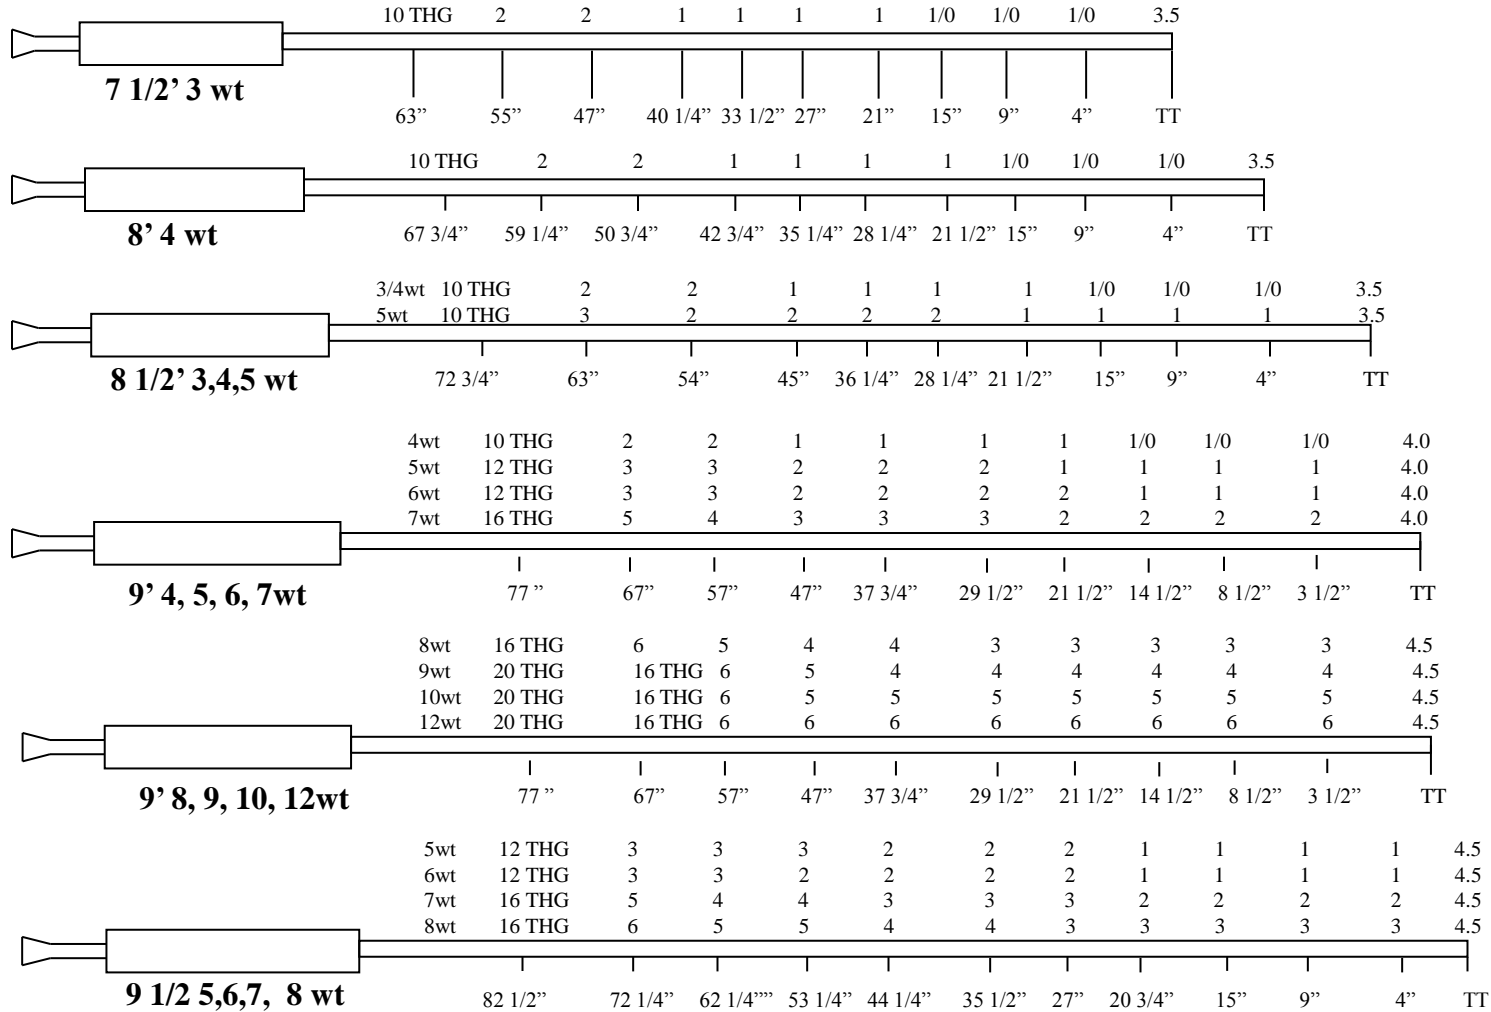 10 THG 2 2 1 1 1 1 1/0 1/0 1/0 3.5
7 1/2’ 3 wt
63” 55” 47” 40 1/4” 33 1/2” 27” 21” 15” 9” 4” TT
10 THG 2 2 1 1 1 1 1/0 1/0 1/0 3.5
8’ 4 wt
67 3/4” 59 1/4” 50 3/4” 42 3/4” 35 1/4” 28 1/4” 21 1/2” 15” 9” 4” TT
3/4wt 10 THG 2 2 1 1 1 1 1/0 1/0 1/0 3.5
5wt 10 THG 3 2 2 2 2 1 1 1 1 3.5
8 1/2’ 3,4,5 wt
72 3/4” 63” 54” 45” 36 1/4” 28 1/4” 21 1/2” 15” 9” 4” TT
4wt 10 THG 2 2 1 1 1 1 1/0 1/0 1/0 4.0
5wt 12 THG 3 3 2 2 2 1 1 1 1 4.0
6wt 12 THG 3 3 2 2 2 2 1 1 1 4.0
7wt 16 THG 5 4 3 3 3 2 2 2 2 4.0
9’ 4, 5, 6, 7wt
77 ” 67” 57” 47” 37 3/4” 29 1/2” 21 1/2” 14 1/2” 8 1/2” 3 1/2” TT
8wt 16 THG 6 5 4 4 3 3 3 3 3 4.5
9wt 20 THG 16 THG 6 5 4 4 4 4 4 4 4.5
10wt 20 THG 16 THG 6 5 5 5 5 5 5 5 4.5
12wt 20 THG 16 THG 6 6 6 6 6 6 6 6 4.5
9’ 8, 9, 10, 12wt
77 ” 67” 57” 47” 37 3/4” 29 1/2” 21 1/2” 14 1/2” 8 1/2” 3 1/2” TT
5wt 12 THG 3 3 3 2 2 2 1 1 1 1 4.5
6wt 12 THG 3 3 2 2 2 2 1 1 1 1 4.5
7wt 16 THG 5 4 4 3 3 3 2 2 2 2 4.5
8wt 16 THG 6 5 5 4 4 3 3 3 3 3 4.5
9 1/2 5,6,7, 8 wt
82 1/2” 72 1/4” 62 1/4”” 53 1/4” 44 1/4” 35 1/2” 27” 20 3/4” 15” 9” 4” TT